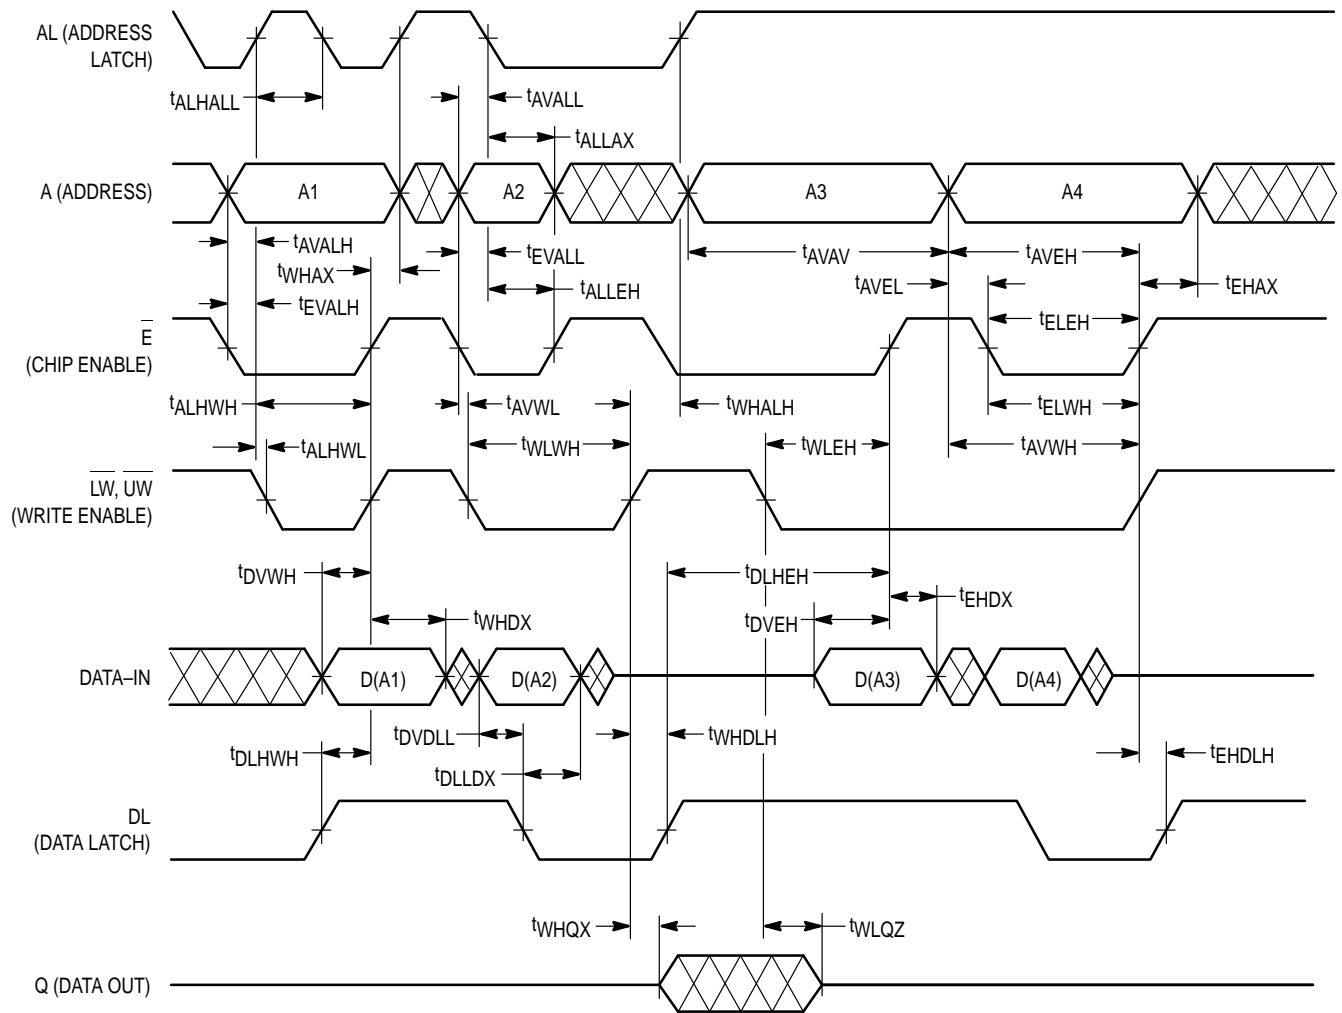 AL (ADDRESS
LATCH)
tALHALL
tAVALL
tALLAX
A (ADDRESS)
A1
A2
A3
A4
tAVALH
tEVALL
tAVAV
tAVEH
tWHAX
tALLEH
tAVEL
tEHAX
tEVALH
tELEH
E
(CHIP ENABLE)
tALHWH
tAVWL
tWHALH
tELWH
tALHWL
tWLWH
tWLEH
tAVWH
LW, UW
(WRITE ENABLE)
tDVWH
tDLHEH
tEHDX
tWHDX
tDVEH
DATA–IN
D(A1)
D(A2)
D(A3)
D(A4)
tDLHWH
tDVDLL
tWHDLH
tEHDLH
tDLLDX
DL
(DATA LATCH)
tWHQX
tWLQZ
Q (DATA OUT)